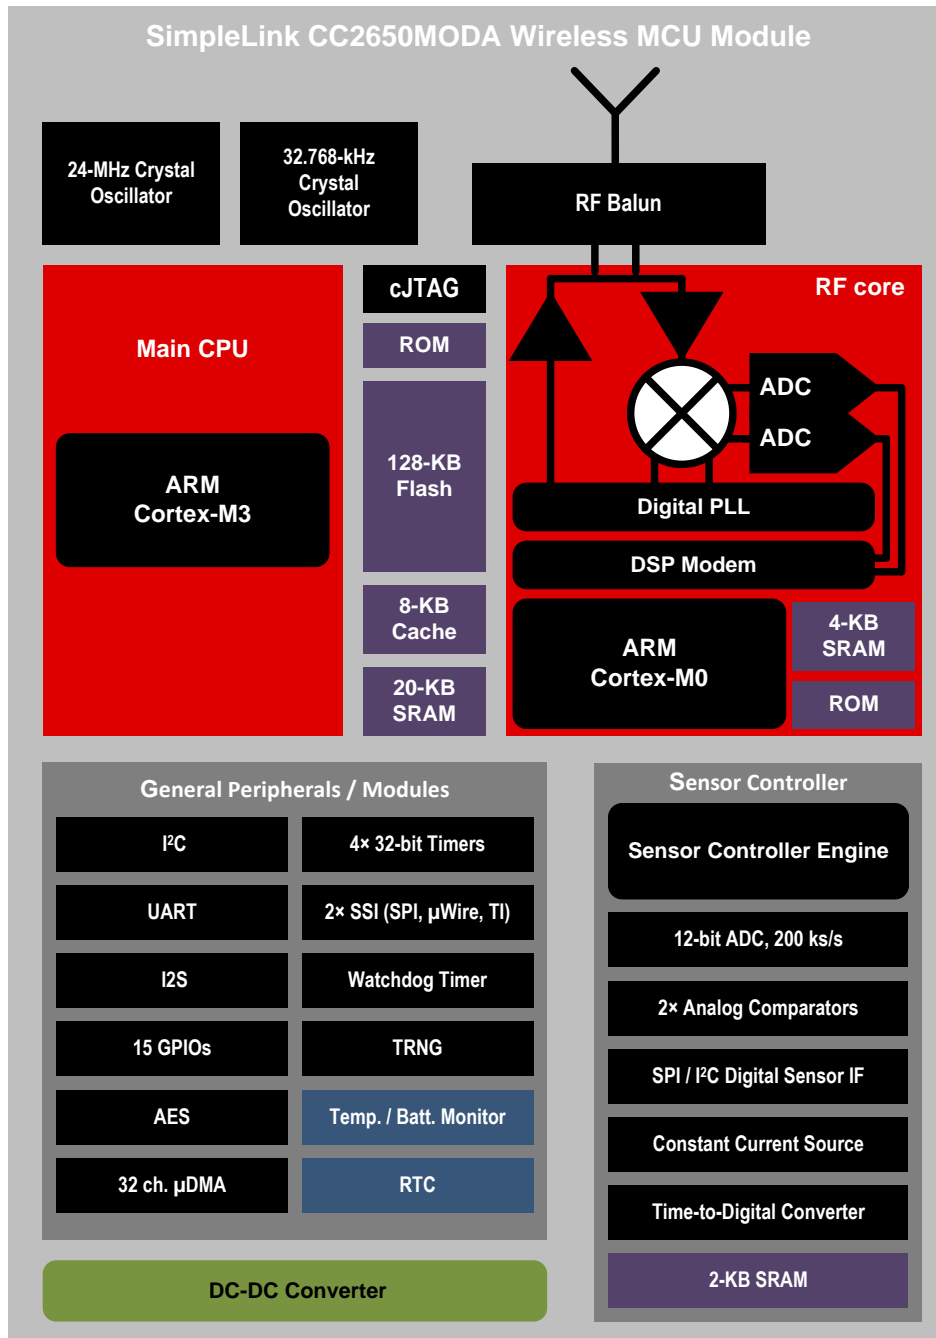 SimpleLink CC2650MODA Wireless MCU Module
24-MHz Crystal
Oscillator
32.768-kHz
Crystal
Oscillator
RF Balun
Main CPU
ARM
Cortex-M3
cJTAG
ROM
128-KB
Flash
8-KB
Cache
20-KB
SRAM
RF core
ADC
ADC
Digital PLL
DSP Modem
ARM
Cortex-M0
4-KB
SRAM
ROM
General Peripherals / Modules
I²C
4× 32-bit Timers
UART
2× SSI (SPI, µWire, TI)
I2S
Watchdog Timer
15 GPIOs
TRNG
AES
Temp. / Batt. Monitor
32 ch. µDMA
RTC
DC-DC Converter
Sensor Controller
Sensor Controller Engine
12-bit ADC, 200 ks/s
2× Analog Comparators
SPI / I²C Digital Sensor IF
Constant Current Source
Time-to-Digital Converter
2-KB SRAM